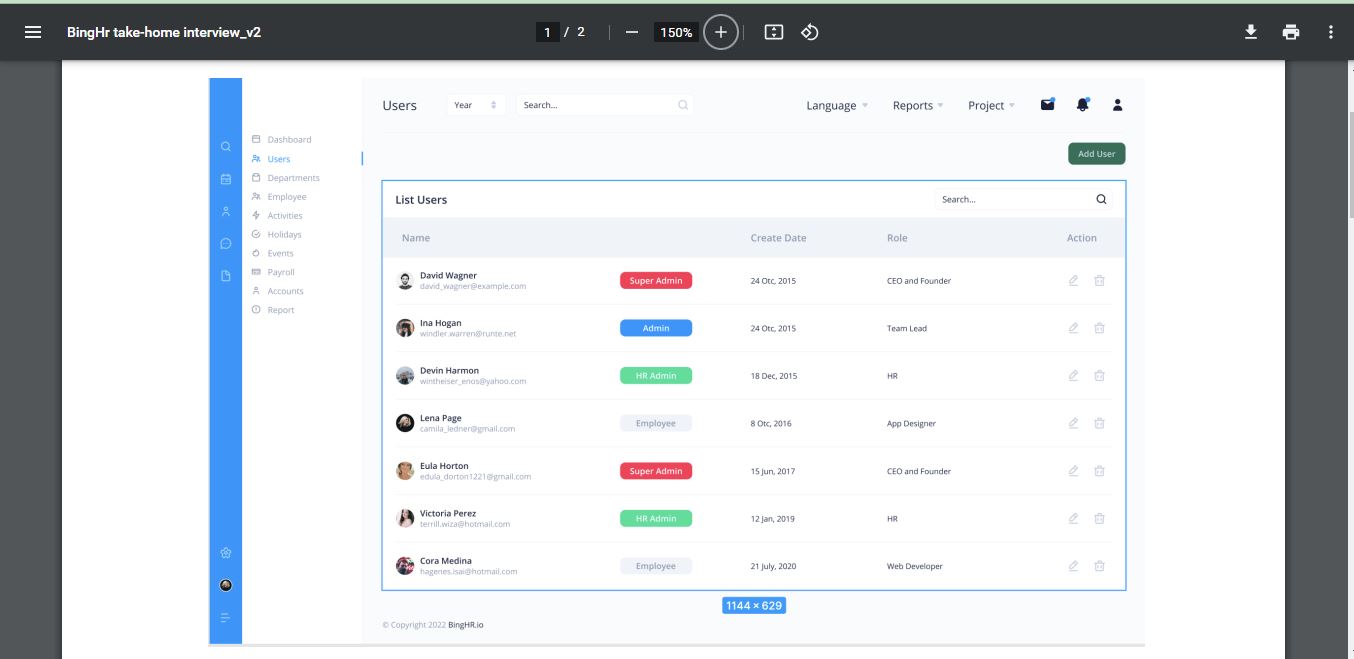 BingHr take-home interview_v2
1 / 2
150%
Users
Year
Search...
Language
Reports
Project
Dashboard
Users
Departments
Employee
Activities
Holidays
Events
Payroll
Accounts
Report
Add User
List Users
Search...
Name Create Date Role Action
David Wagner
david_wagner@example.com
Super Admin
24 Otc, 2015
CEO and Founder
Ina Hogan
windler.warren@runte.net
Admin
24 Otc, 2015
Team Lead
Devin Harmon
wintheiser_enos@yahoo.com
HR Admin
18 Dec, 2015
HR
Lena Page
camila_ledner@gmail.com
Employee
8 Otc, 2016
App Designer
Eula Horton
edula_dorton1221@gmail.com
Super Admin
15 Jun, 2017
CEO and Founder
Victoria Perez
terrill.wiza@hotmail.com
HR Admin
12 Jan, 2019
HR
Cora Medina
hagenes.isai@hotmail.com
Employee
21 July, 2020
Web Developer
1144 × 629
© Copyright 2022 BingHR.io